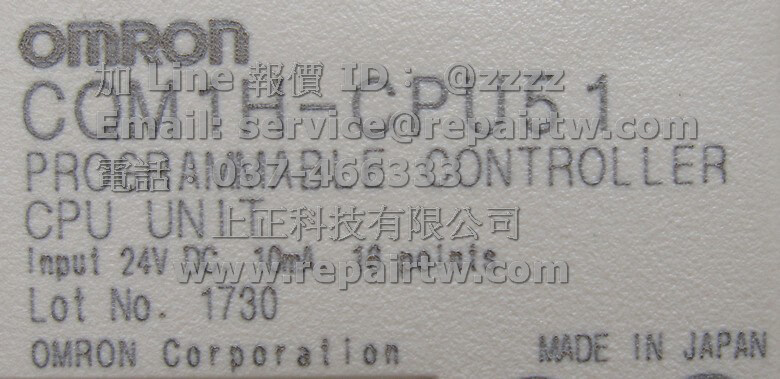 OMRON
加 Line 報價 ID： @zzzz
CQM1H-CPU51
Email: service@repairtw.com
PROGRAMMABLE CONTROLLER
電話：037-466333
CPU UNIT
上正科技有限公司
Input 24V DC 10mA 16 points
www.repairtw.com
Lot No. 1730
OMRON Corporation
MADE IN JAPAN